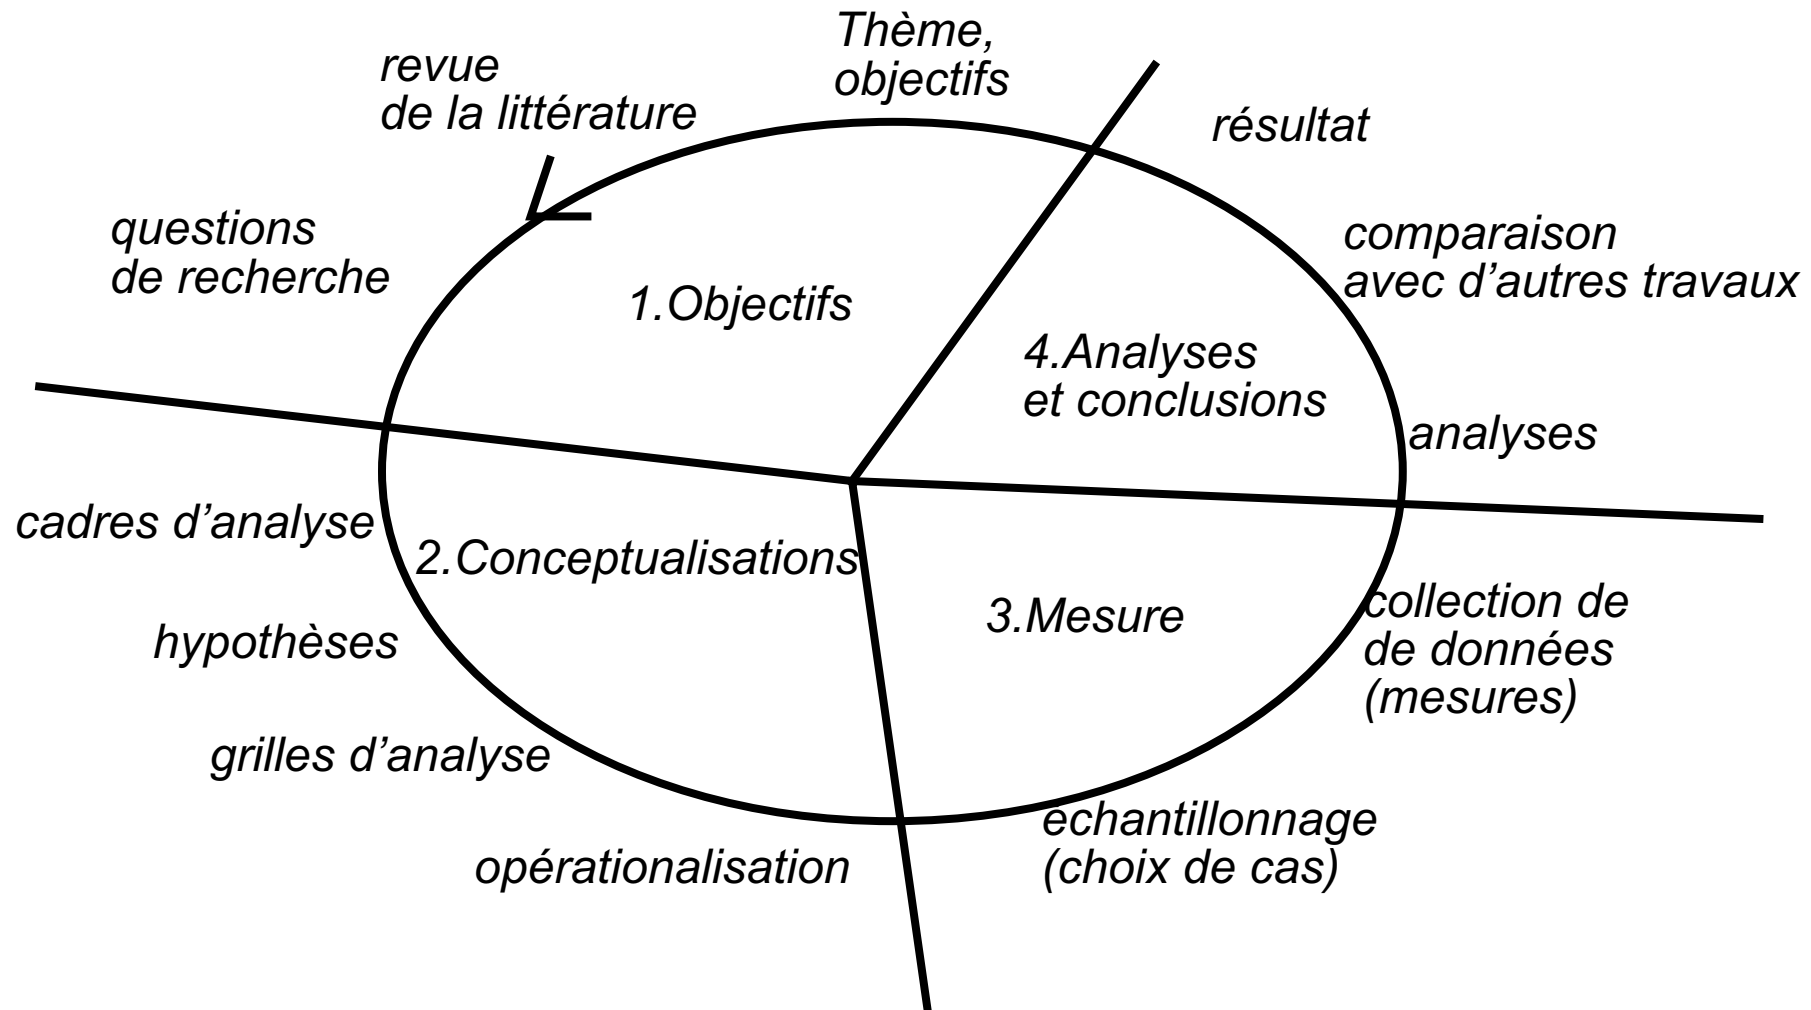 Thème,
objectifs
revue
de la littérature
résultat
questions
de recherche
comparaison
avec d’autres travaux
1.Objectifs
4.Analyses
et conclusions
analyses
cadres d’analyse
2.Conceptualisations
3.Mesure
collection de
de données
(mesures)
hypothèses
grilles d’analyse
échantillonnage
(choix de cas)
opérationalisation